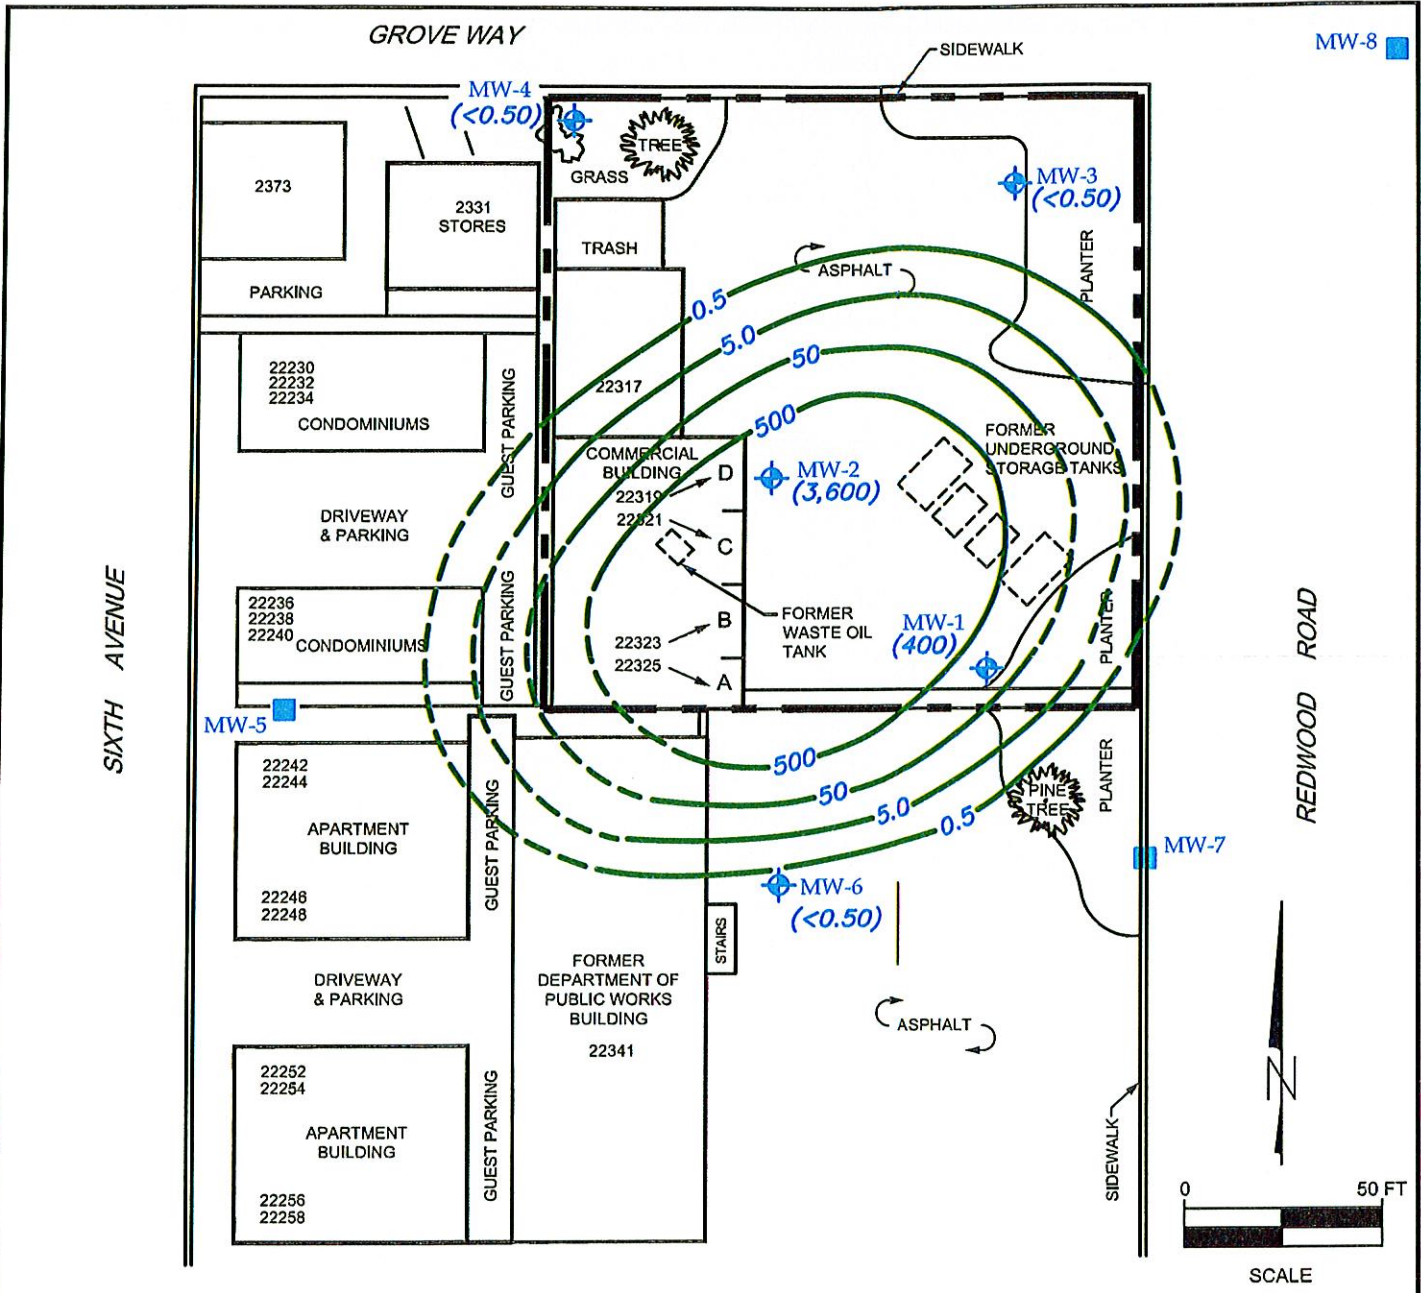 GROVE WAY
MW-8
SIDEWALK
MW-4
(<0.50)
TREE
GRASS
MW-3
(<0.50)
2373
2331
STORES
TRASH
ASPHALT
PLANTER
PARKING
0.5
5.0
50
500
22230
22232
22234
CONDOMINIUMS
GUEST PARKING
22317
FORMER
UNDERGROUND
STORAGE TANKS
COMMERCIAL
BUILDING
22319
D
MW-2
(3,600)
22321
C
DRIVEWAY
& PARKING
SIXTH AVENUE
22236
22238
22240
CONDOMINIUMS
GUEST PARKING
FORMER
WASTE OIL
TANK
B
22323
22325
A
MW-1
(400)
PLANTER
REDWOOD ROAD
MW-5
22242
22244
APARTMENT
BUILDING
22246
22248
GUEST PARKING
500
50
5.0
0.5
PINE
TREE
PLANTER
MW-7
MW-6
(<0.50)
STAIRS
DRIVEWAY
& PARKING
FORMER
DEPARTMENT OF
PUBLIC WORKS
BUILDING
22341
ASPHALT
22252
22254
APARTMENT
BUILDING
22256
22258
GUEST PARKING
SIDEWALK
N
0 50 FT
SCALE